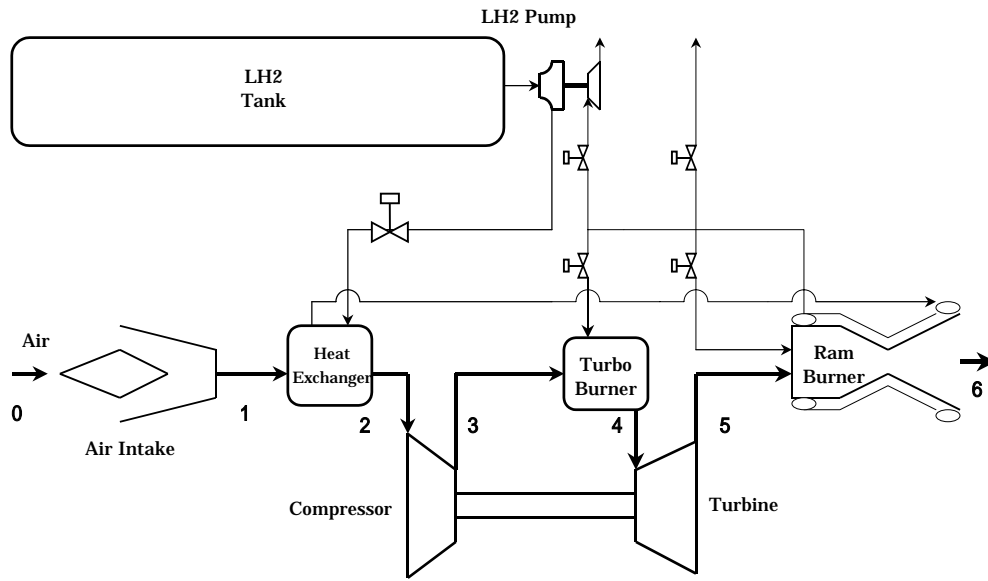 LH2 Pump
LH2
Tank
Air
0
Air Intake
1
Heat
Exchanger
2
Compressor
3
Turbo
Burner
4
5
Turbine
Ram
Burner
6